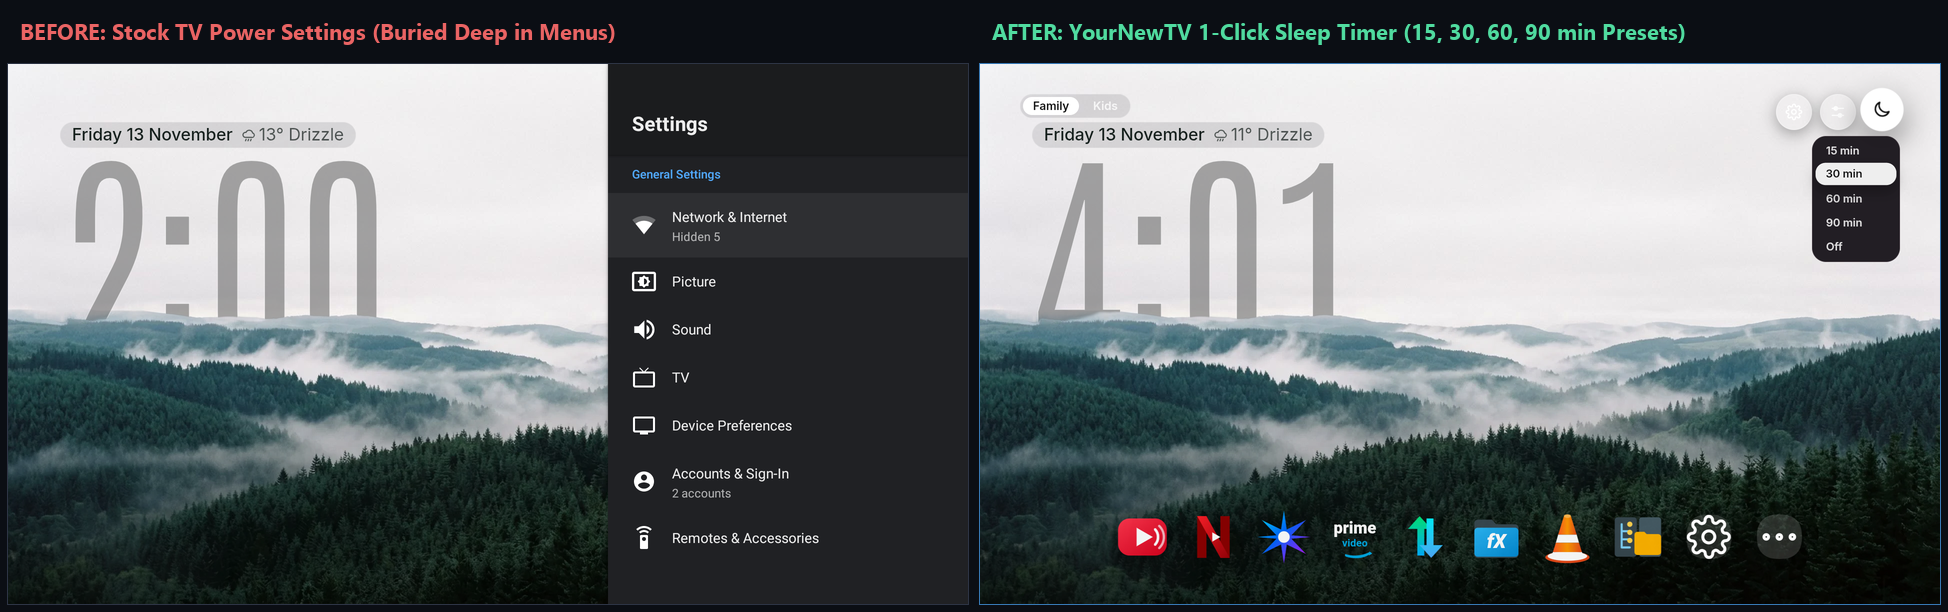 BEFORE: Stock TV Power Settings (Buried Deep in Menus)
Friday 13 November 13° Drizzle
2:00
Settings
General Settings
Network & Internet
Hidden 5
Picture
Sound
TV
Device Preferences
Accounts & Sign-In
2 accounts
Remotes & Accessories
AFTER: YourNewTV 1-Click Sleep Timer (15, 30, 60, 90 min Presets)
Family Kids
Friday 13 November 11° Drizzle
4:01
15 min
30 min
60 min
90 min
Off
N
prime
video
fX